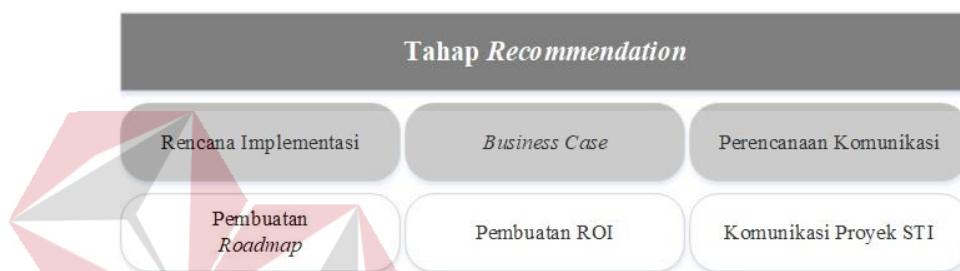 Tahap Recommendation
Rencana Implementasi
Business Case
Perencanaan Komunikasi
Pembuatan
Roadmap
Pembuatan ROI
Komunikasi Proyek STI